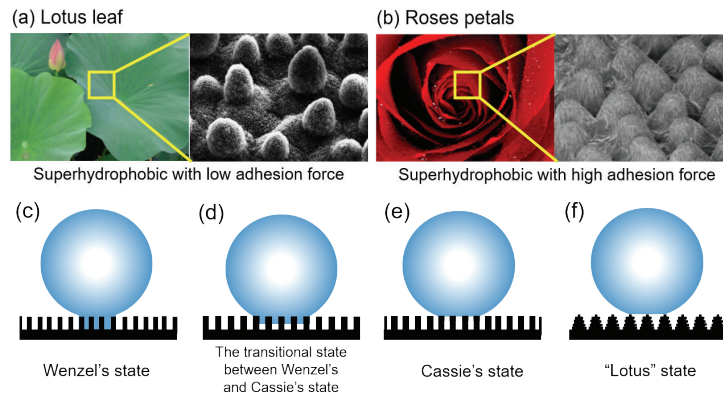 (a) Lotus leaf
(b) Roses petals
Superhydrophobic with low adhesion force
Superhydrophobic with high adhesion force
(c)
(d)
(e)
(f)
Wenzel's state
The transitional state
between Wenzel's
and Cassie's state
Cassie's state
“Lotus” state